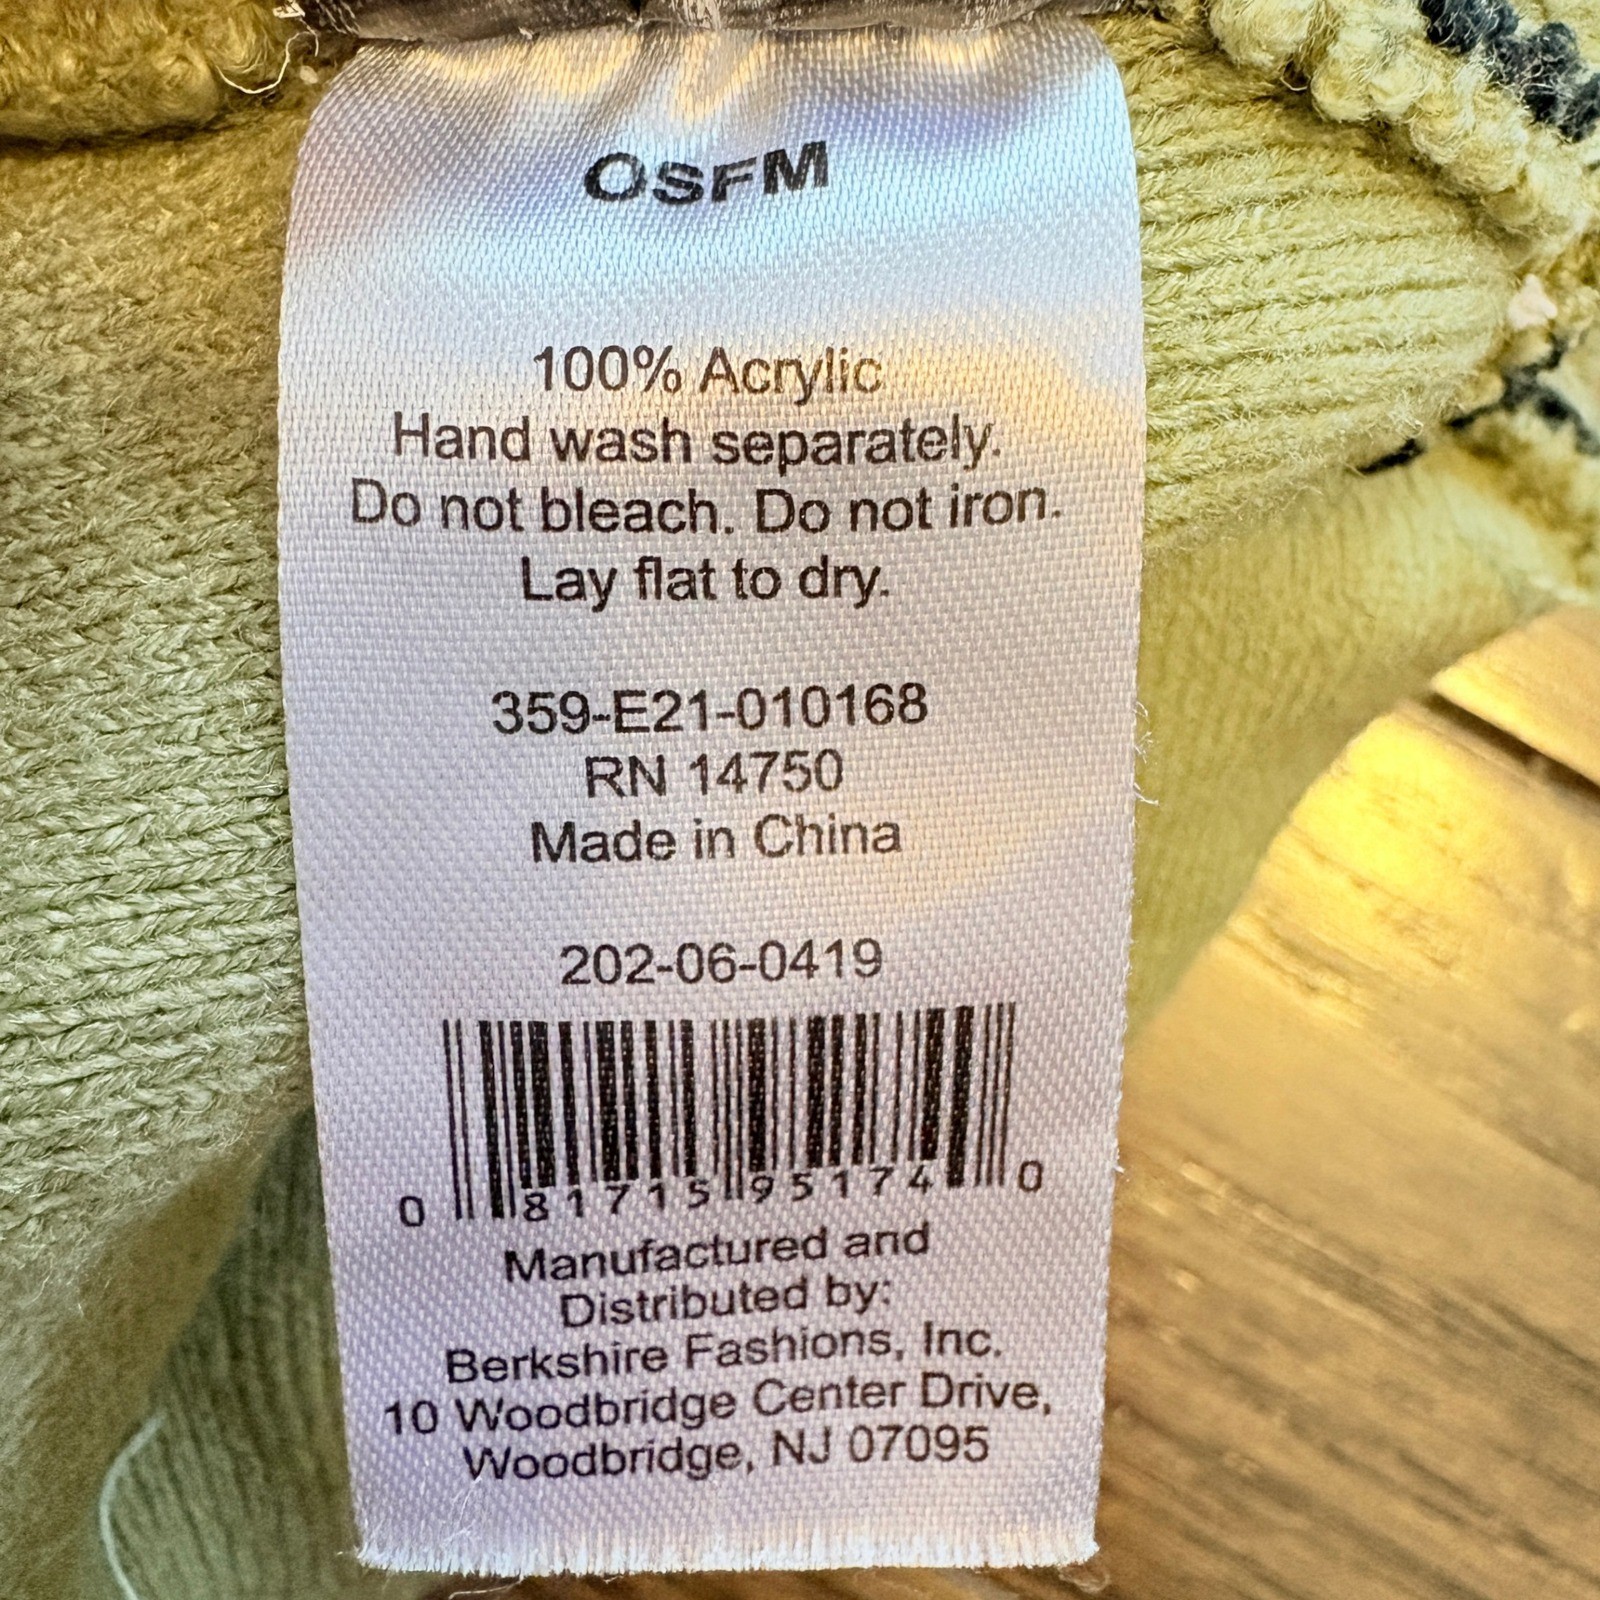 OSFM
100% Acrylic
Hand wash separately.
Do not bleach. Do not iron.
Lay flat to dry.
359-E21-010168
RN 14750
Made in China
202-06-0419
0 81715 95174 0
Manufactured and
Distributed by:
Berkshire Fashions, Inc.
10 Woodbridge Center Drive,
Woodbridge, NJ 07095